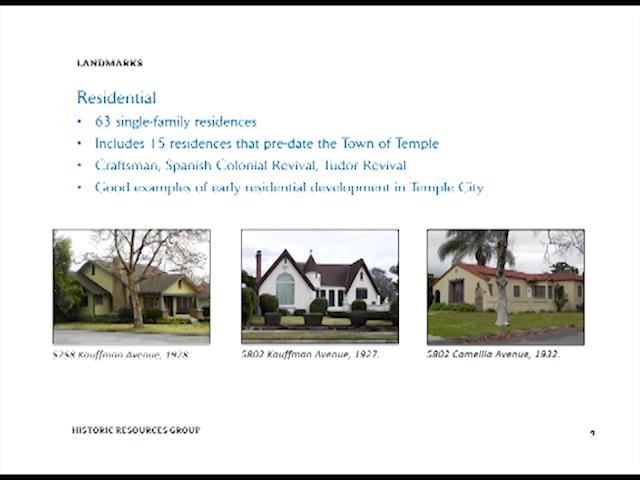 LANDMARKS
Residential
• 63 single-family residences
• Includes 15 residences that pre-date the Town of Temple
• Craftsman, Spanish Colonial Revival, Tudor Revival
• Good examples of early residential development in Temple City
5258 Kauffman Avenue, 1928.
5802 Kauffman Avenue, 1927.
5802 Camellia Avenue, 1932.
HISTORIC RESOURCES GROUP